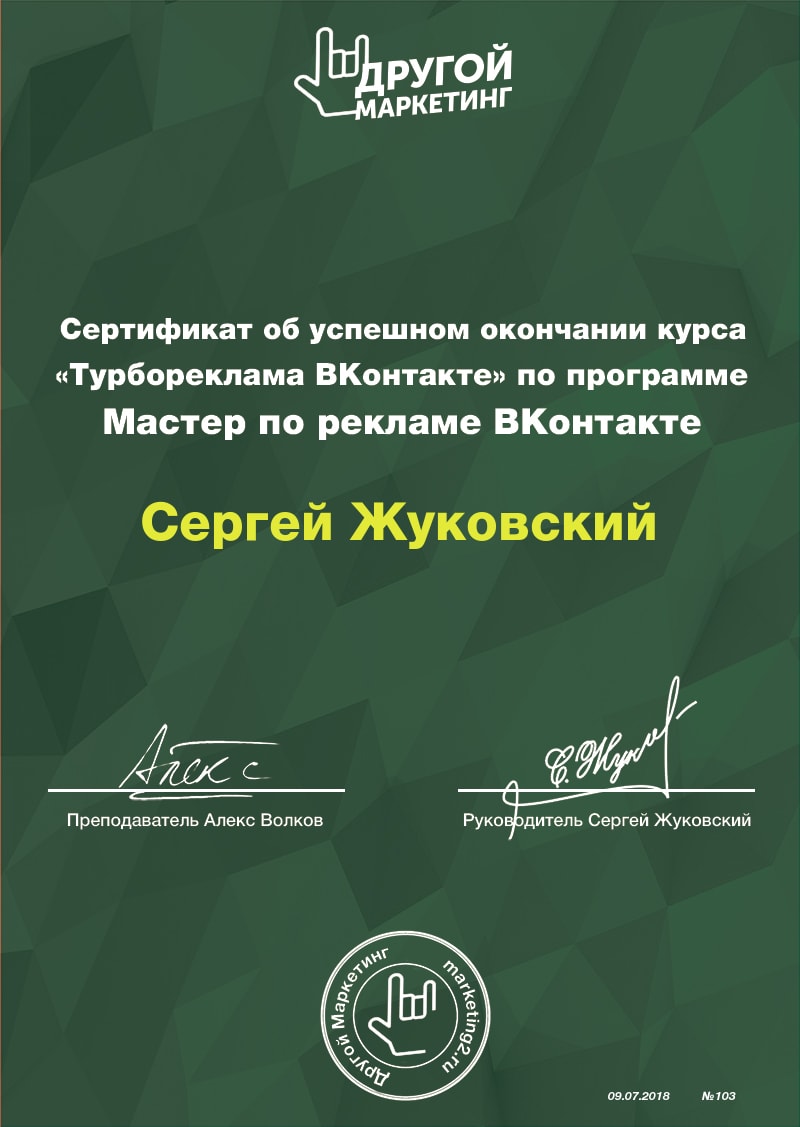 ДРУГОЙ
МАРКЕТИНГ
Сертификат об успешном окончании курса
«Турбореклама ВКонтакте» по программе
Мастер по рекламе ВКонтакте
Сергей Жуковский
Алекс
Преподаватель Алекс Волков
Руководитель Сергей Жуковский
Другой Маркетинг
marketing2.ru
09.07.2018 №103